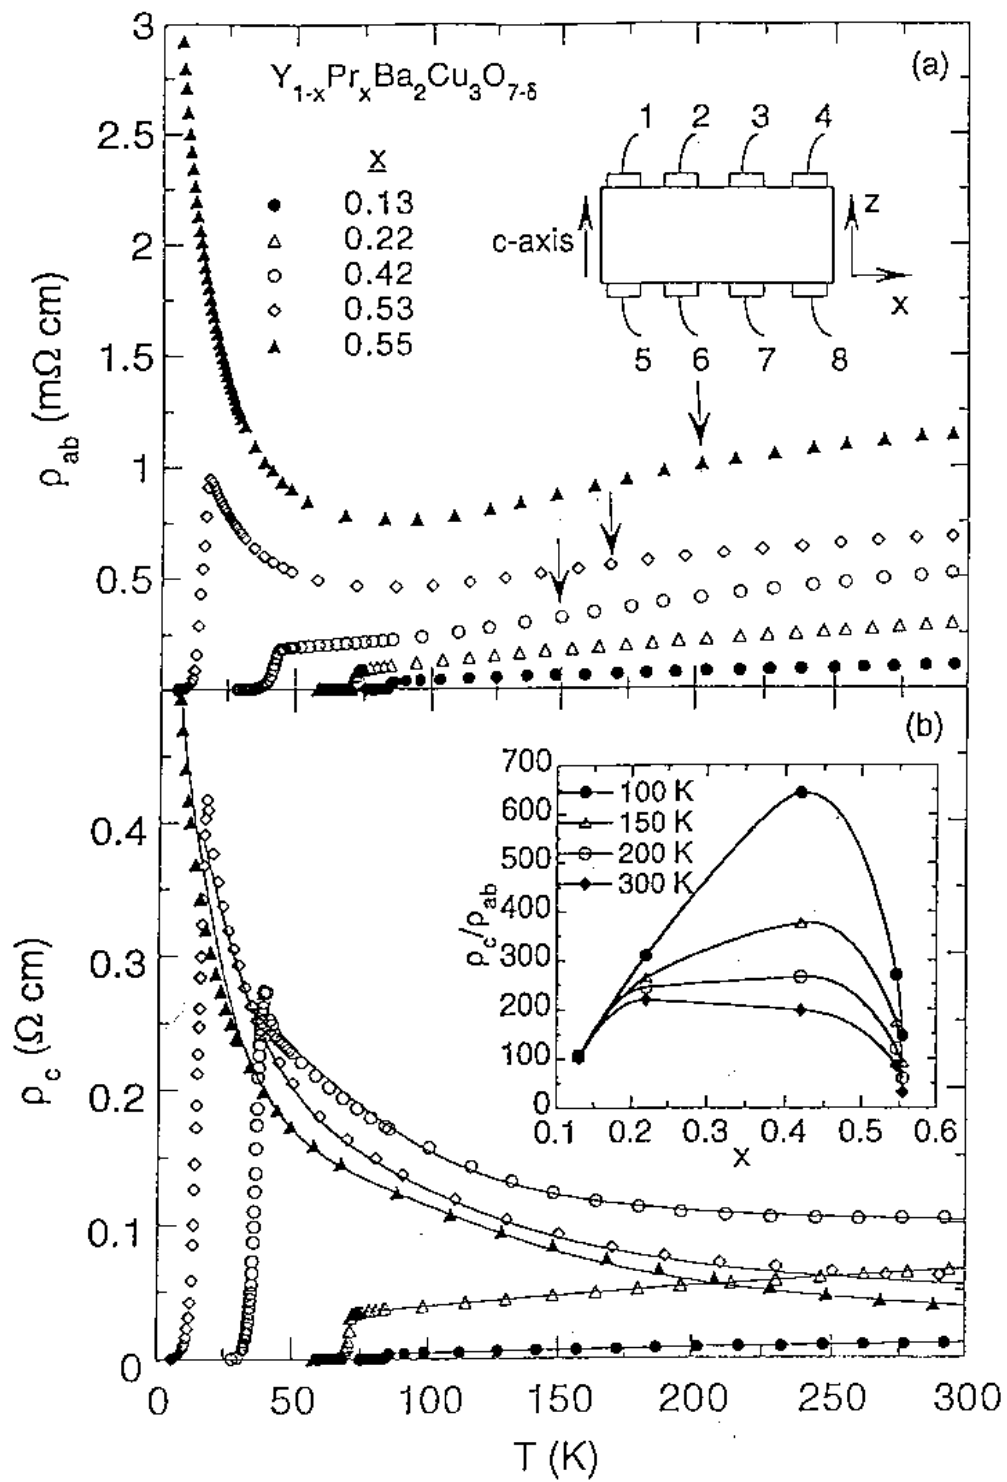 3
2.5
2
1.5
1
0.5
ρab (mΩ cm)
Y1-xPrxBa2Cu3O7-δ
(a)
x
0.13
0.22
0.42
0.53
0.55
1 2 3 4
c-axis
z
x
5 6 7 8
(b)
0.4
0.3
0.2
0.1
0
ρc (Ω cm)
700
600
500
400
300
200
100
0
ρc/ρab
100 K
150 K
200 K
300 K
0.1 0.2 0.3 0.4 0.5 0.6
x
0 50 100 150 200 250 300
T (K)